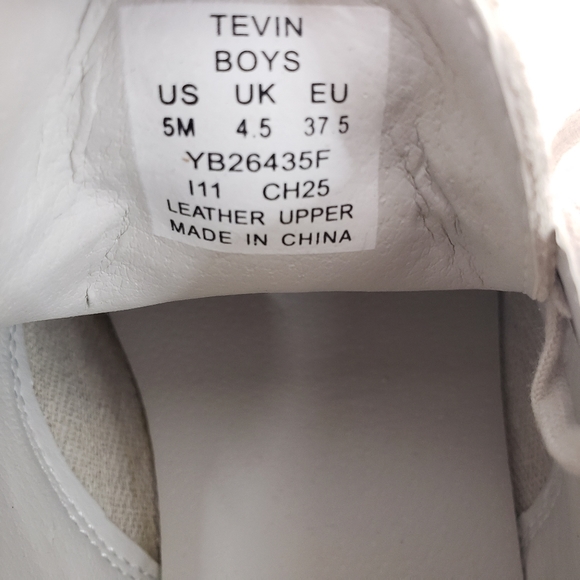 TEVIN
BOYS
US UK EU
5M 4.5 37 5
YB26435F
I11 CH25
LEATHER UPPER
MADE IN CHINA